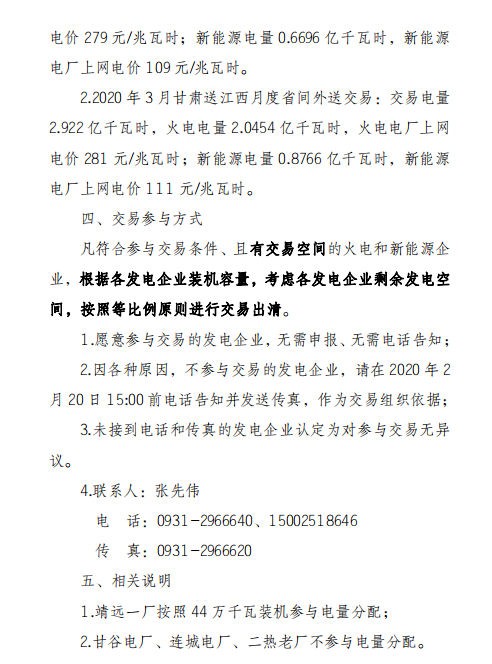 电价 279 元/兆瓦时；新能源电量 0.6696 亿千瓦时，新能源
电厂上网电价 109 元/兆瓦时。
2.2020 年 3 月甘肃送江西月度省间外送交易：交易电量
2.922 亿千瓦时，火电电量 2.0454 亿千瓦时，火电电厂上网
电价 281 元/兆瓦时；新能源电量 0.8766 亿千瓦时，新能源
电厂上网电价 111 元/兆瓦时。
四、交易参与方式
凡符合参与交易条件、且有交易空间的火电和新能源企
业，根据各发电企业装机容量，考虑各发电企业剩余发电空
间，按照等比例原则进行交易出清。
1.愿意参与交易的发电企业，无需申报、无需电话告知；
2.因各种原因，不参与交易的发电企业，请在 2020 年 2
月 20 日 15:00 前电话告知并发送传真，作为交易组织依据；
3.未接到电话和传真的发电企业认定为对参与交易无异
议。
4.联系人：张先伟
电　话：0931-2966640、15002518646
传　真：0931-2966620
五、相关说明
1.靖远一厂按照 44 万千瓦装机参与电量分配；
2.甘谷电厂、连城电厂、二热老厂不参与电量分配。